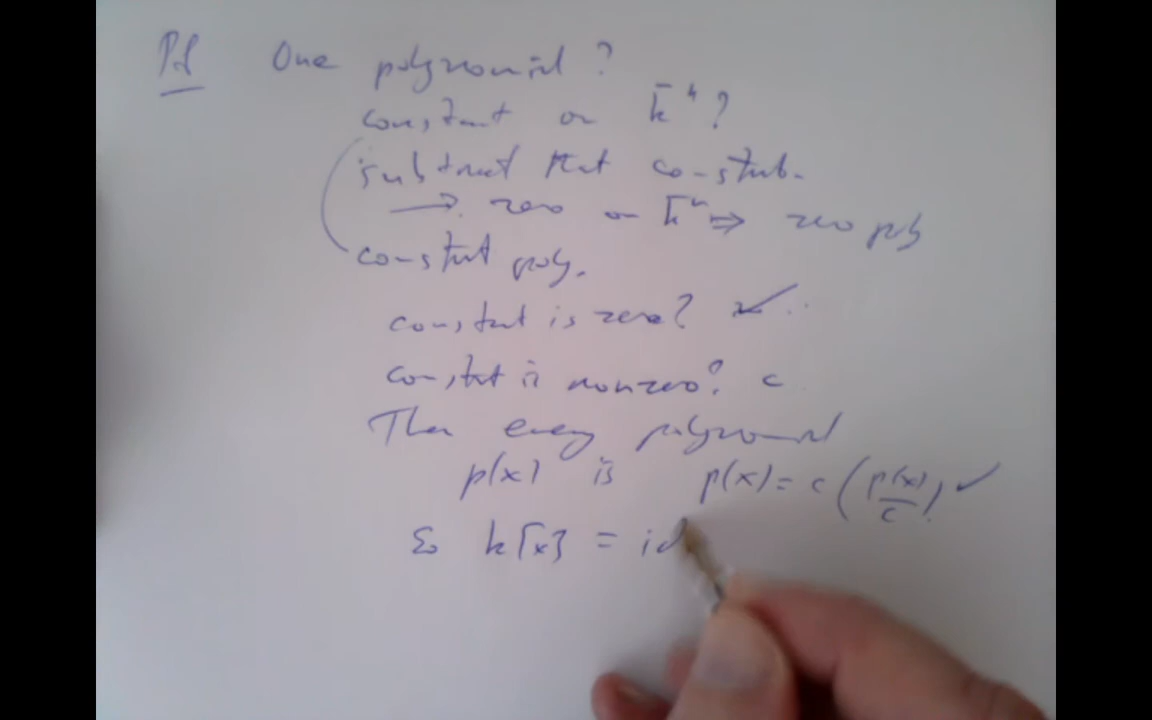 Pf One polynomial?
constant on k̄ⁿ?
subtract that constant.
→ zero on k̄ⁿ ⇒ zero poly
constant poly.
constant is zero? ✓
constant is nonzero? c
Then every polynomial
p(x) is p(x) = c (p(x)/c) ✓
So k[x] = id